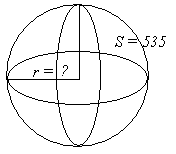 S = 535
r = ?